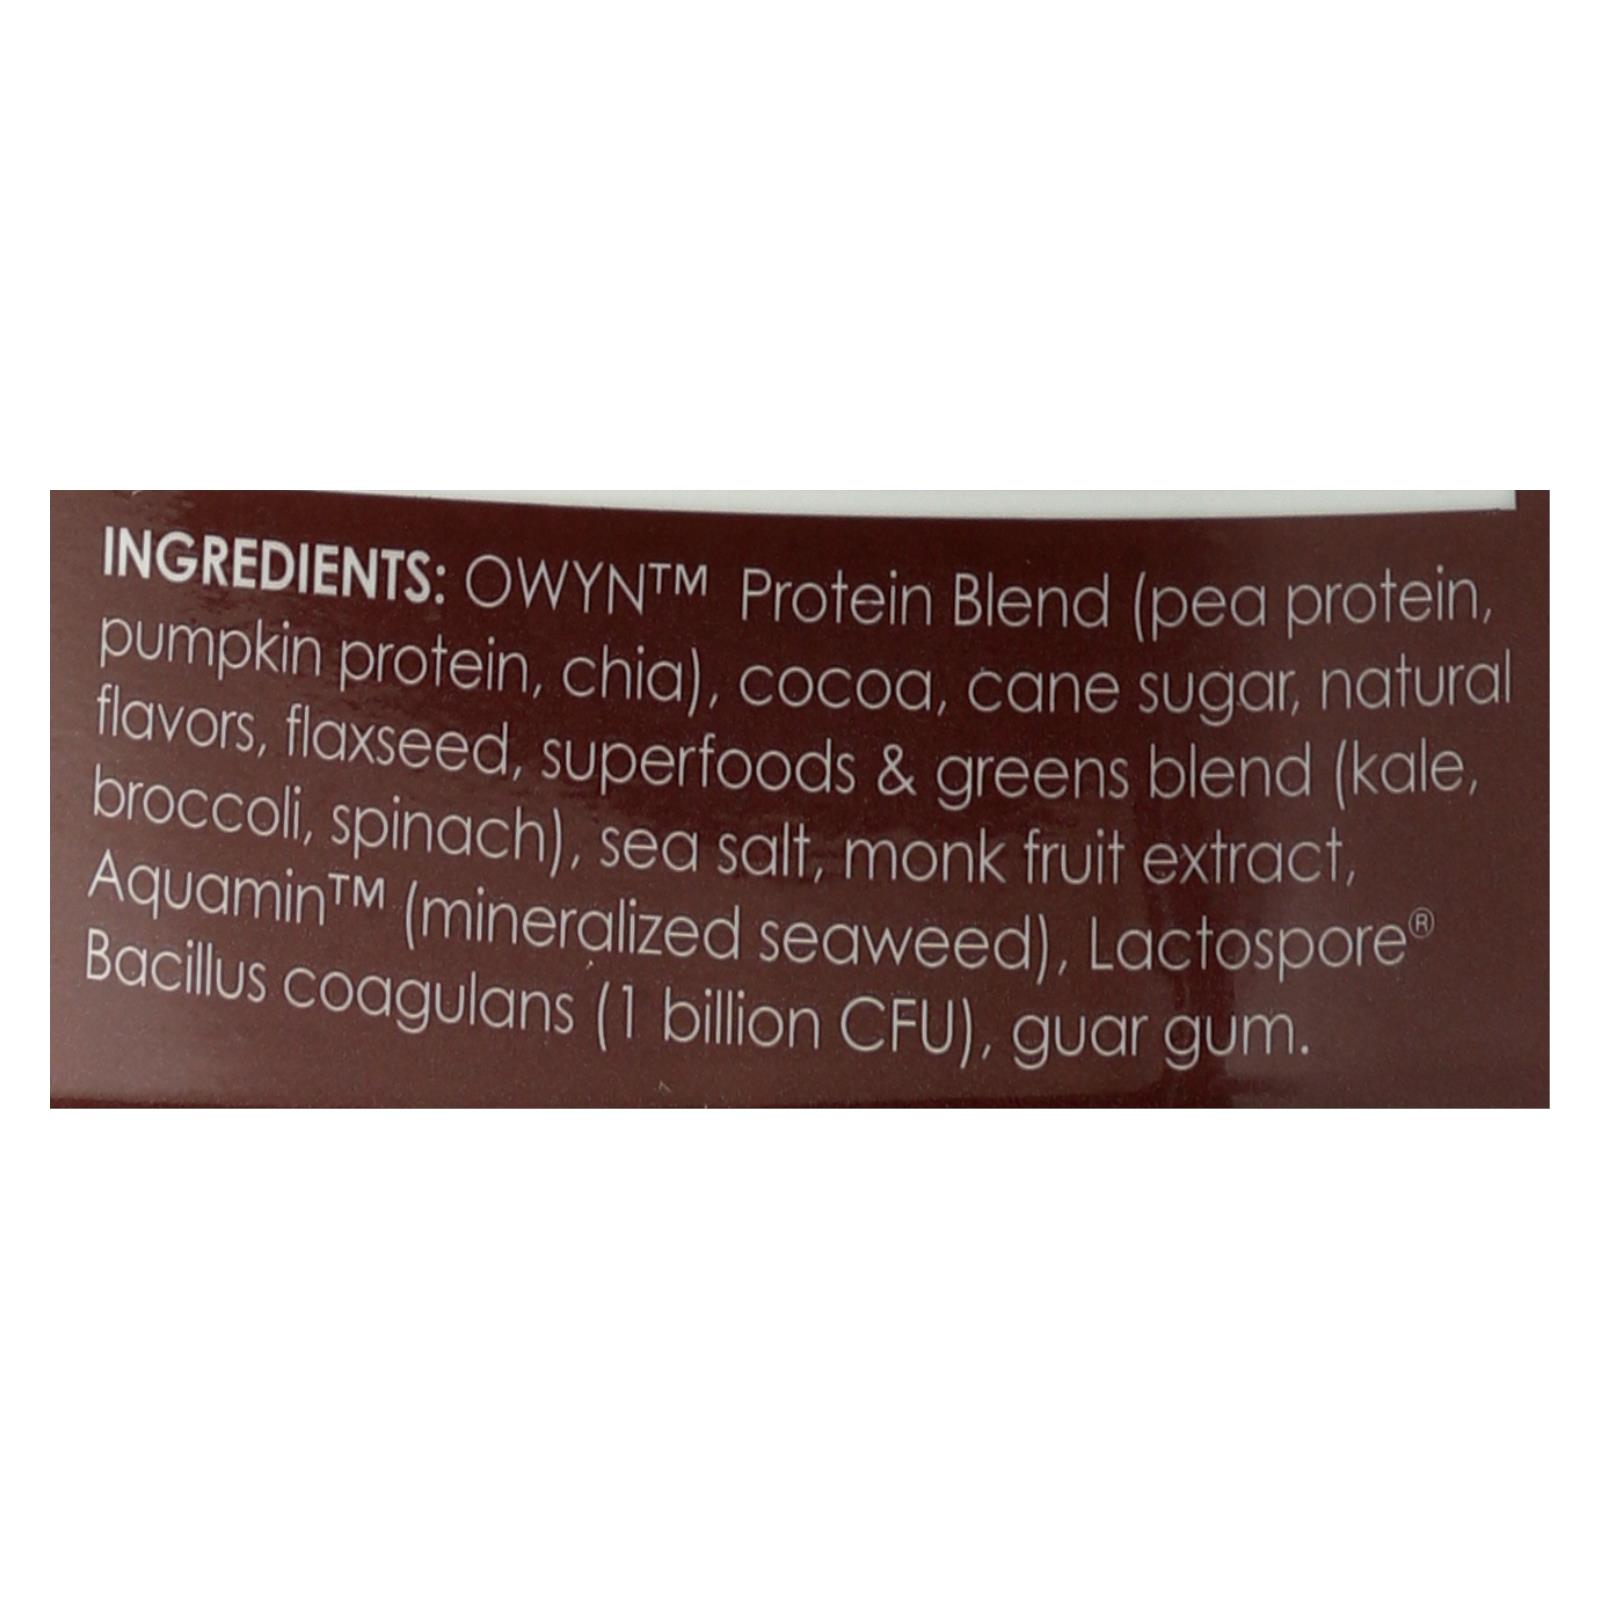 INGREDIENTS: OWYN™ Protein Blend (pea protein,
pumpkin protein, chia), cocoa, cane sugar, natural
flavors, flaxseed, superfoods & greens blend (kale,
broccoli, spinach), sea salt, monk fruit extract,
Aquamin™ (mineralized seaweed), Lactospore®
Bacillus coagulans (1 billion CFU), guar gum.